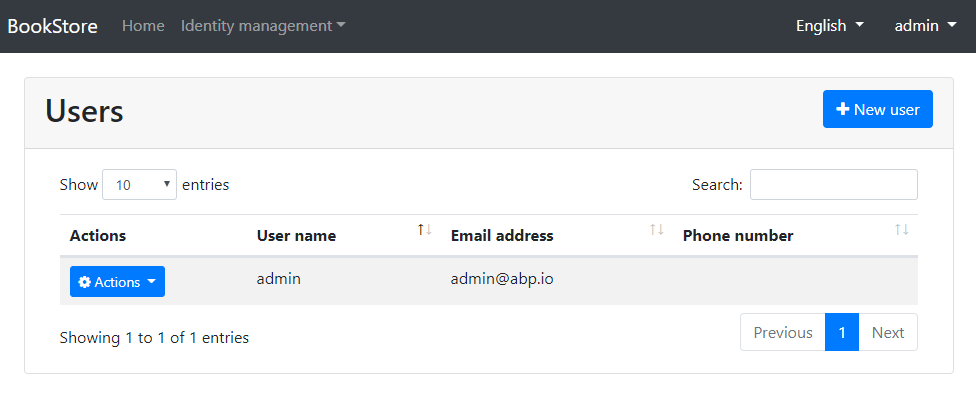 BookStore Home Identity management English admin
Users + New user
Show 10 entries Search:
Actions User name ↑↓ Email address ↑↓ Phone number ↑↓
Actions admin admin@abp.io
Showing 1 to 1 of 1 entries Previous 1 Next